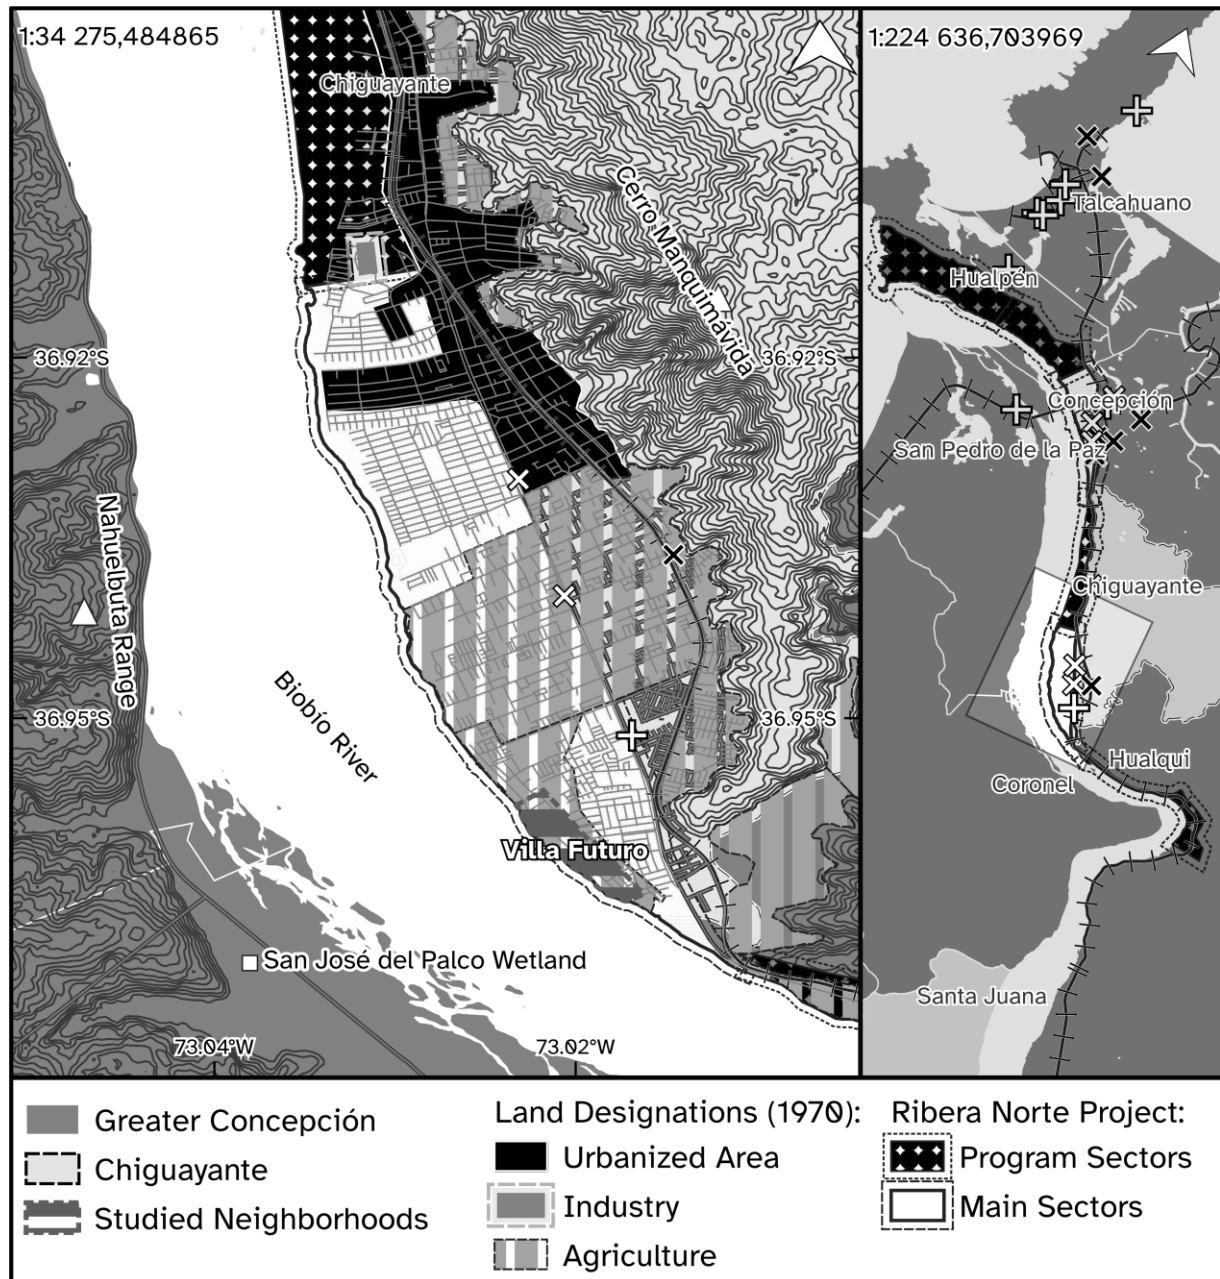 1:34 275,484865
1:224 636,703969
Chiguayante
Cerro Manquimávida
36.92°S
36.92°S
Nahuelbuta Range
Biobío River
36.95°S
36.95°S
Villa Futuro
San José del Palco Wetland
73.04°W
73.02°W
Talcahuano
Hualpén
Concepción
San Pedro de la Paz
Chiguayante
Hualqui
Coronel
Santa Juana
Greater Concepción
Chiguayante
Studied Neighborhoods
Land Designations (1970):
Urbanized Area
Industry
Agriculture
Ribera Norte Project:
Program Sectors
Main Sectors